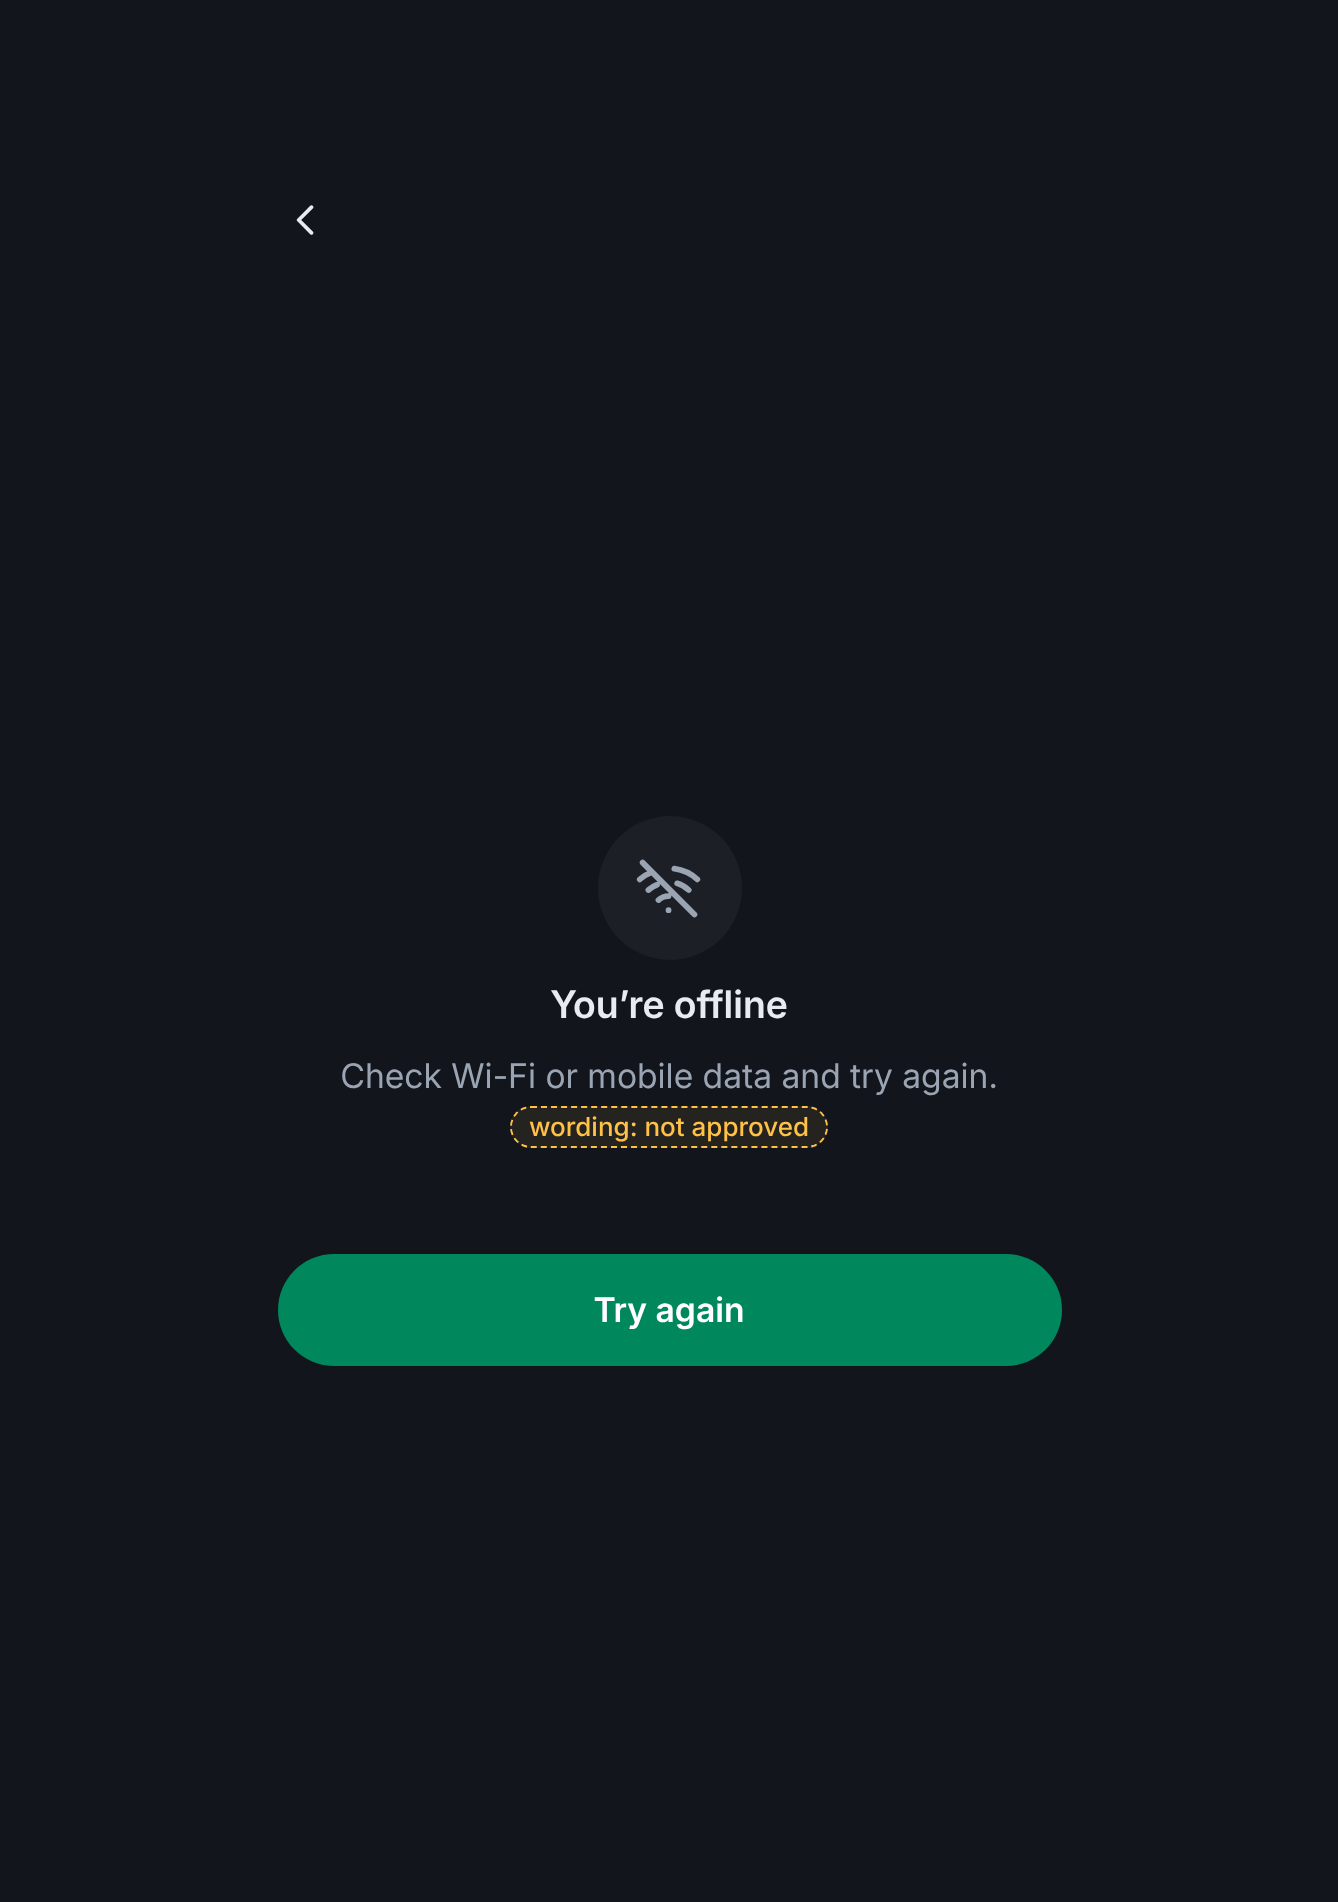 You’re offline
Check Wi-Fi or mobile data and try again.
wording: not approved
Try again